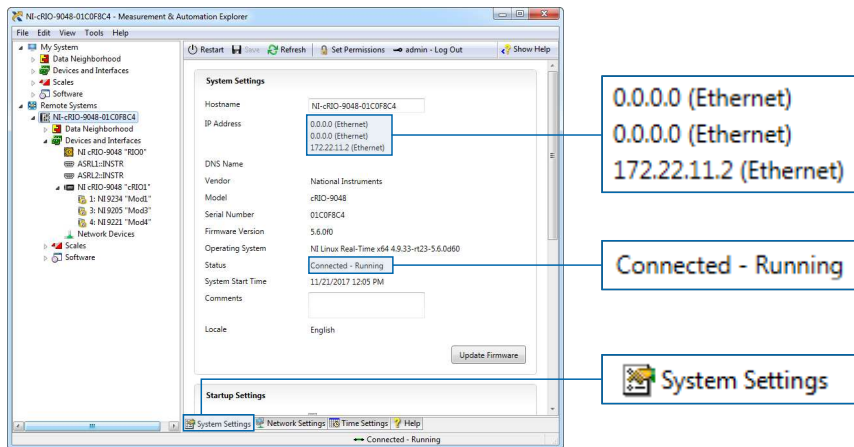 NI-cRIO-9048-01C0F8C4 - Measurement & Automation Explorer
File Edit View Tools Help
My System
Data Neighborhood
Devices and Interfaces
Scales
Software
Remote Systems
NI-cRIO-9048-01C0F8C4
Data Neighborhood
Devices and Interfaces
NI cRIO-9048 "RIO0"
ASRL1::INSTR
ASRL2::INSTR
NI cRIO-9048 "cRIO1"
1: NI 9234 "Mod1"
3: NI 9205 "Mod3"
4: NI 9221 "Mod4"
Network Devices
Scales
Software
Restart Save Refresh Set Permissions admin - Log Out Show Help
System Settings
Hostname NI-cRIO-9048-01C0F8C4
IP Address 0.0.0.0 (Ethernet)
0.0.0.0 (Ethernet)
172.22.11.2 (Ethernet)
DNS Name
Vendor National Instruments
Model cRIO-9048
Serial Number 01C0F8C4
Firmware Version 5.6.0f0
Operating System NI Linux Real-Time x64 4.9.33-rt23-5.6.0d60
Status Connected - Running
System Start Time 11/21/2017 12:05 PM
Comments
Locale English
Update Firmware
Startup Settings
System Settings Network Settings Time Settings Help
Connected - Running
0.0.0.0 (Ethernet)
0.0.0.0 (Ethernet)
172.22.11.2 (Ethernet)
Connected - Running
System Settings